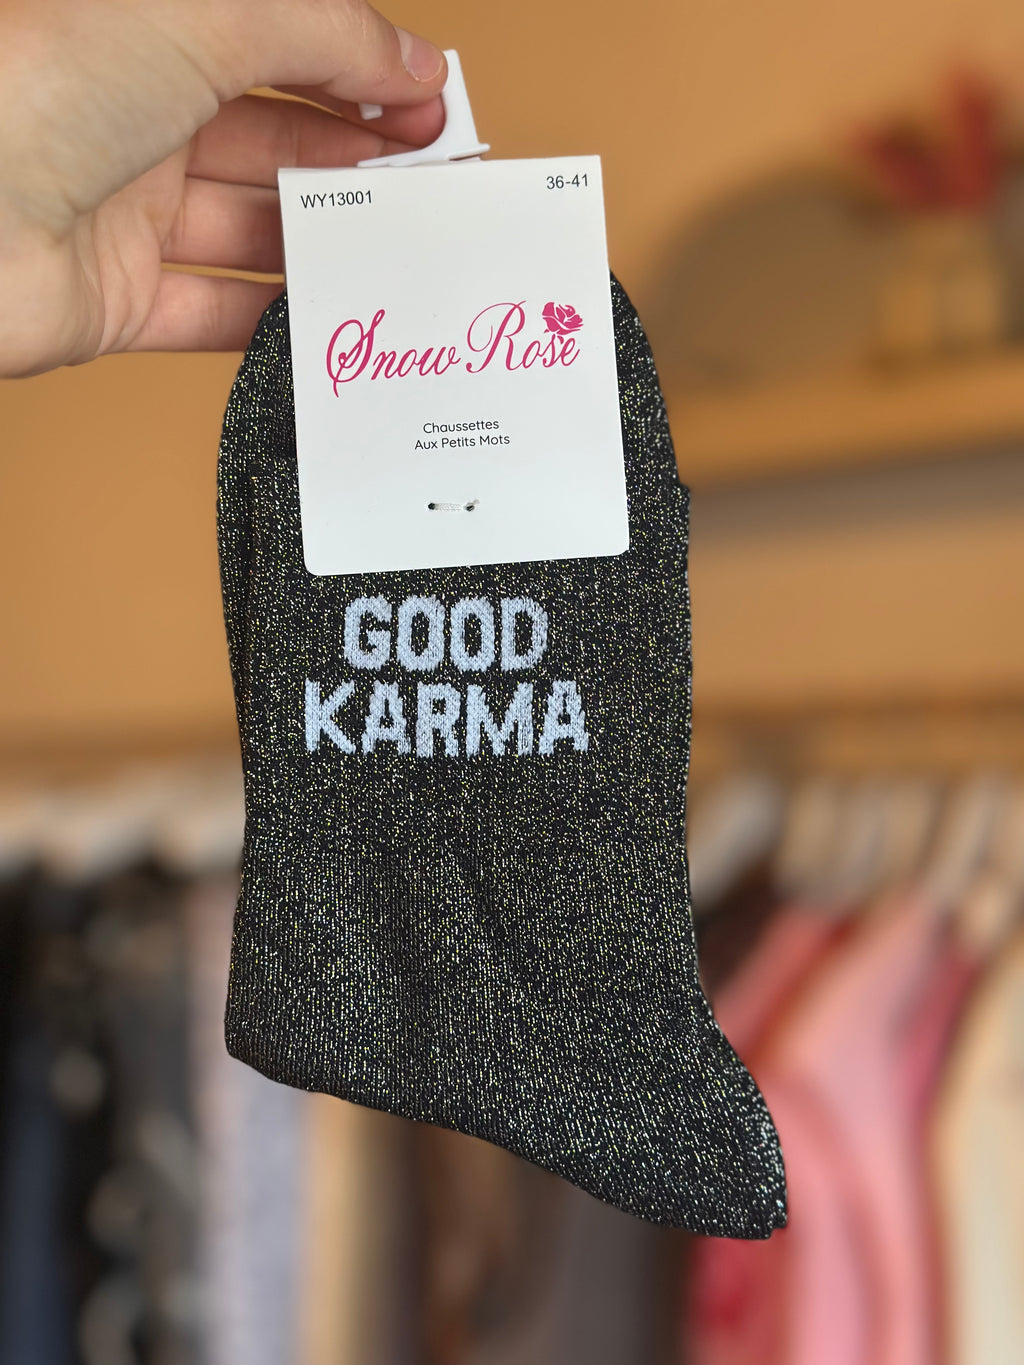 WY13001
36-41
Snow Rose
Chaussettes
Aux Petits Mots
GOOD
KARMA